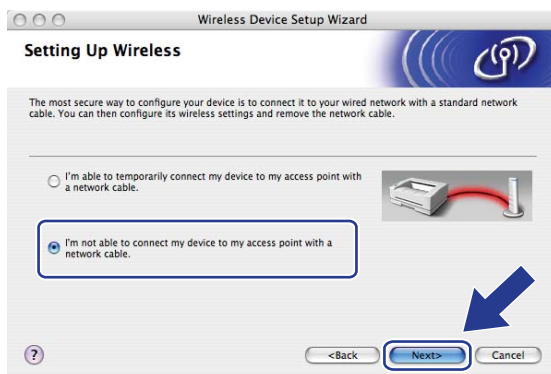 Wireless Device Setup Wizard
Setting Up Wireless
The most secure way to configure your device is to connect it to your wired network with a standard network
cable. You can then configure its wireless settings and remove the network cable.
I'm able to temporarily connect my device to my access point with
a network cable.
I'm not able to connect my device to my access point with a
network cable.
?
<Back
Next>
Cancel